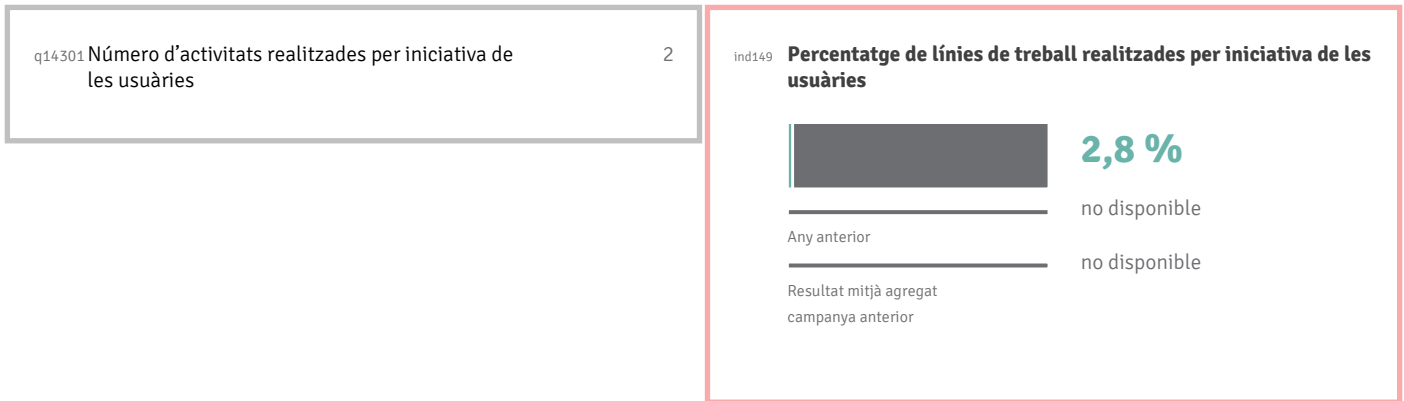 q14301 Número d’activitats realitzades per iniciativa de 2
les usuàries
ind149 Percentatge de línies de treball realitzades per iniciativa de les
usuàries
2,8 %
no disponible
Any anterior
no disponible
Resultat mitjà agregat
campanya anterior